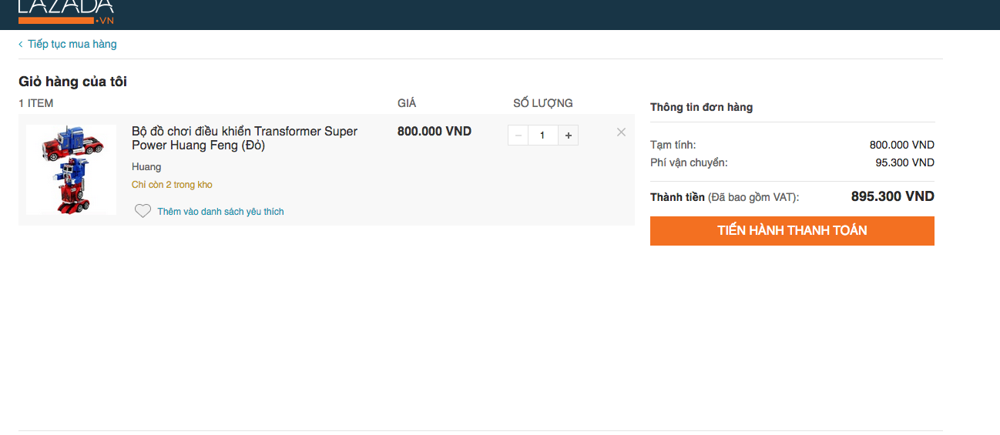 LAZADA
.VN
‹ Tiếp tục mua hàng
Giỏ hàng của tôi
1 ITEM
GIÁ
SỐ LƯỢNG
Bộ đồ chơi điều khiển Transformer Super
Power Huang Feng (Đỏ)
Huang
Chỉ còn 2 trong kho
Thêm vào danh sách yêu thích
800.000 VND
1
Thông tin đơn hàng
Tạm tính: 800.000 VND
Phí vận chuyển: 95.300 VND
Thành tiền (Đã bao gồm VAT): 895.300 VND
TIẾN HÀNH THANH TOÁN